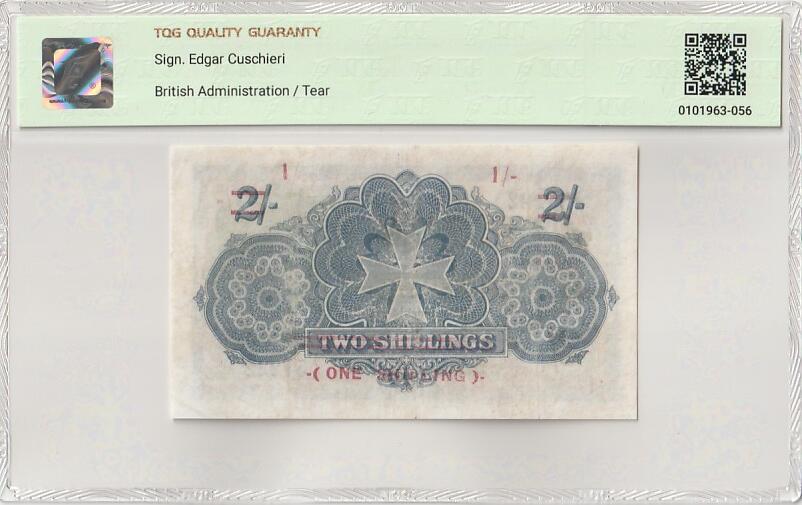 TQG QUALITY GUARANTY
Sign. Edgar Cuschieri
British Administration / Tear
0101963-056
1 1/-
2/- 2/-
TWO SHILLINGS
-( ONE SHILLING )-